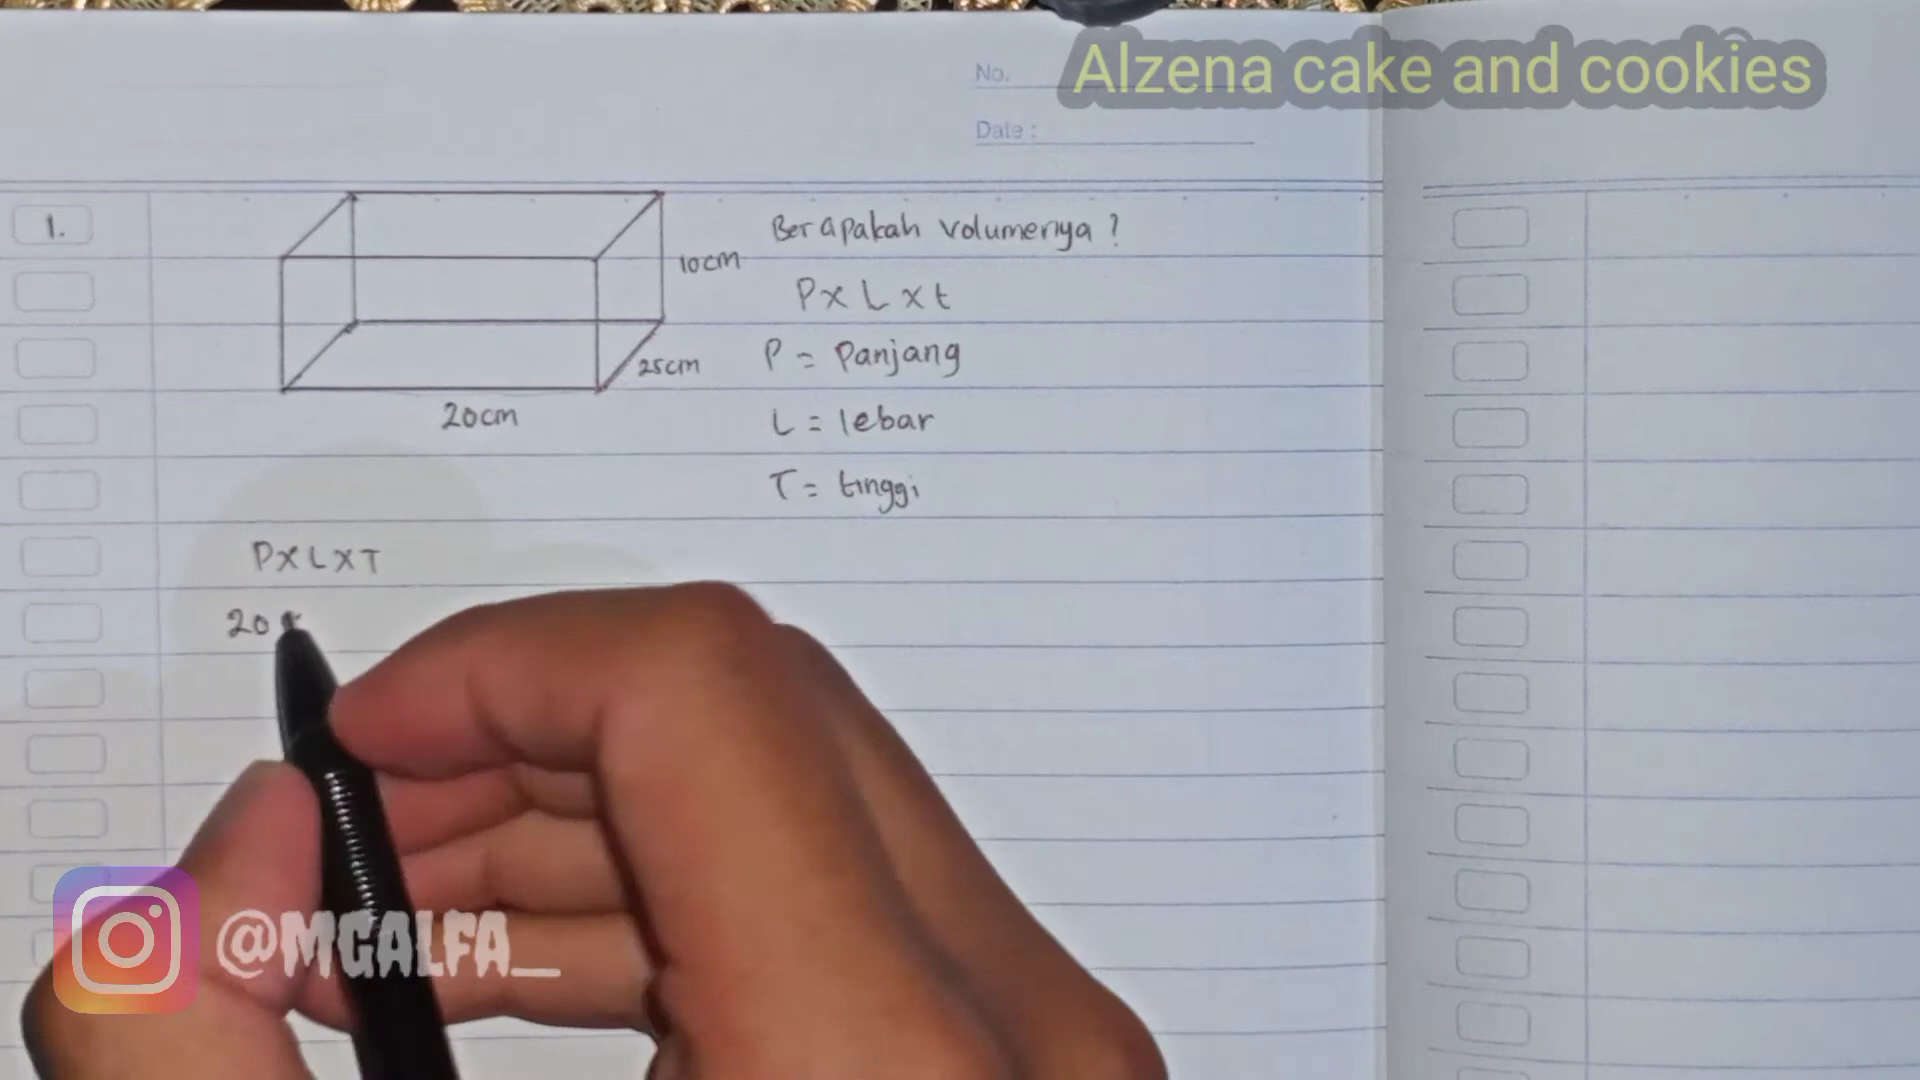 Alzena cake and cookies
No.
Date :
1.
Berapakah volumenya ?
10cm
P x L x t
25cm
P = Panjang
20cm
L = lebar
T = tinggi
P x L x T
20
@MGALFA_